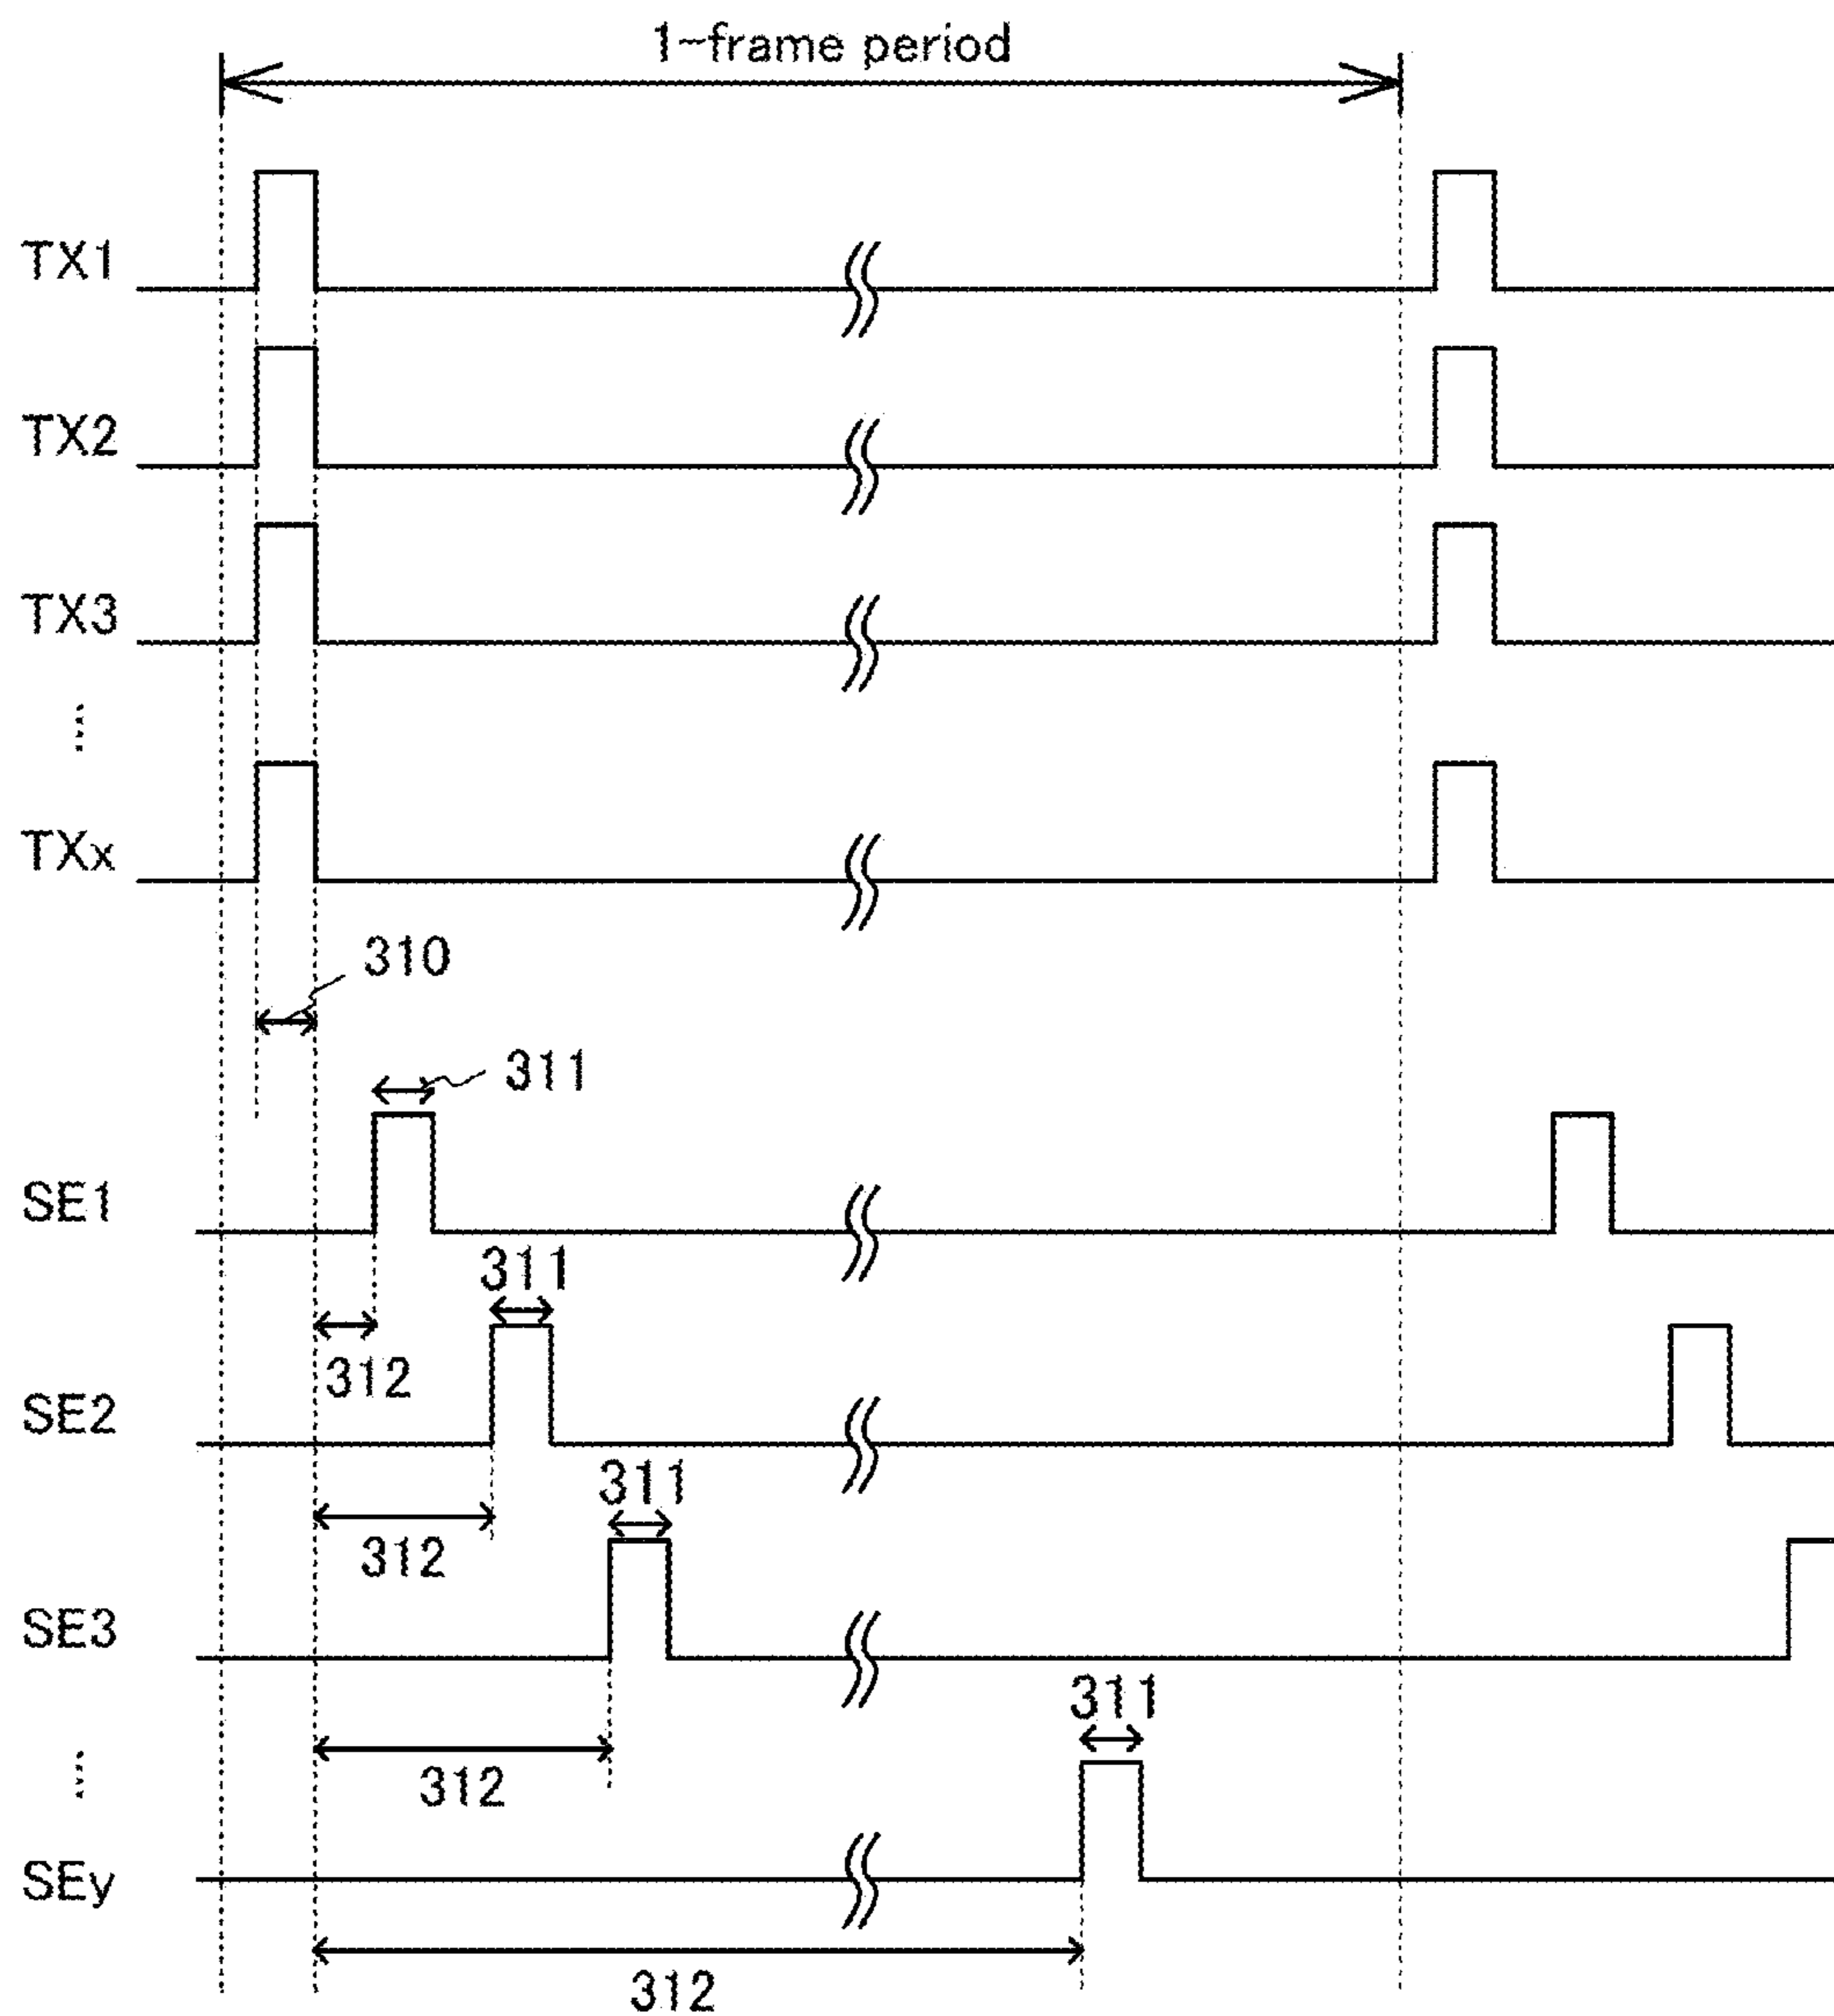 1-frame period
TX1
TX2
TX3
⋮
TXx
310
311
SE1
311
312
SE2
311
312
SE3
311
312
⋮
SEy
312